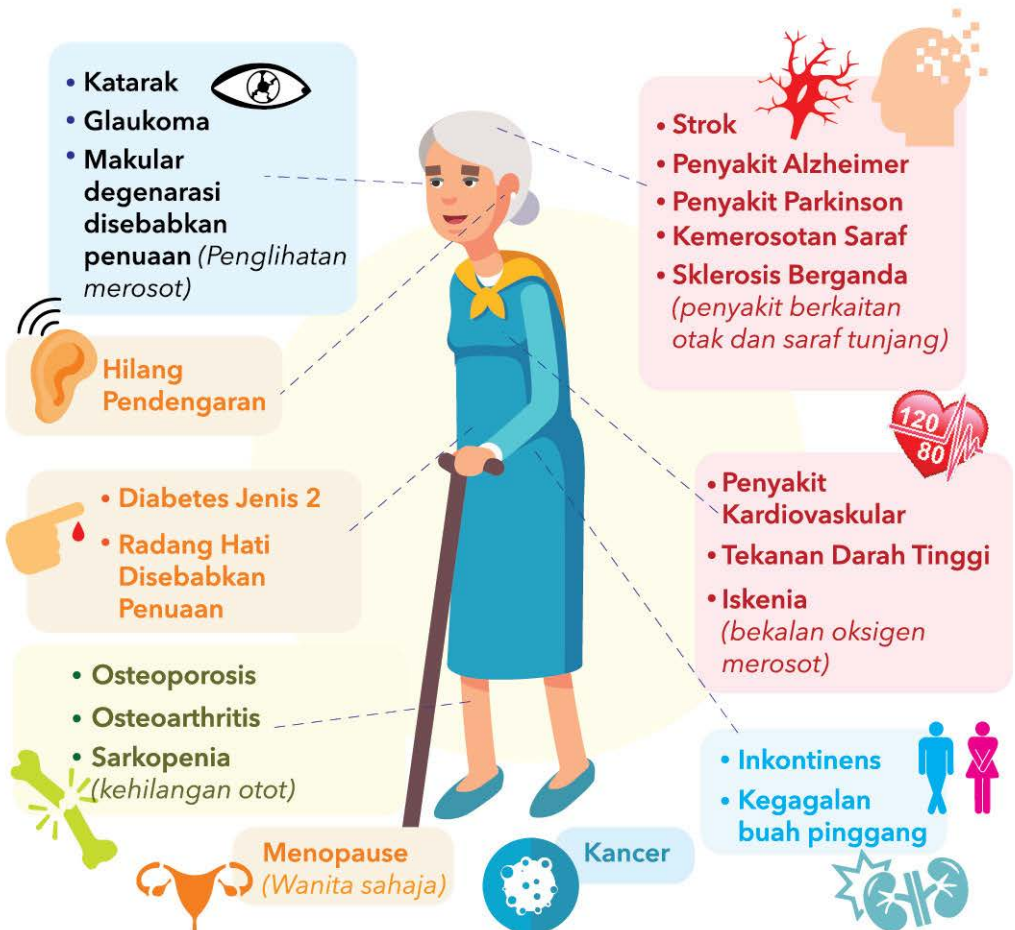 • Katarak
• Glaukoma
• Makular
degenarasi
disebabkan
penuaan (Penglihatan
merosot)
Hilang
Pendengaran
• Diabetes Jenis 2
• Radang Hati
Disebabkan
Penuaan
• Osteoporosis
• Osteoarthritis
• Sarkopenia
(kehilangan otot)
Menopause
(Wanita sahaja)
Kancer
• Strok
• Penyakit Alzheimer
• Penyakit Parkinson
• Kemerosotan Saraf
• Sklerosis Berganda
(penyakit berkaitan
otak dan saraf tunjang)
120
80
• Penyakit
Kardiovaskular
• Tekanan Darah Tinggi
• Iskenia
(bekalan oksigen
merosot)
• Inkontinens
• Kegagalan
buah pinggang